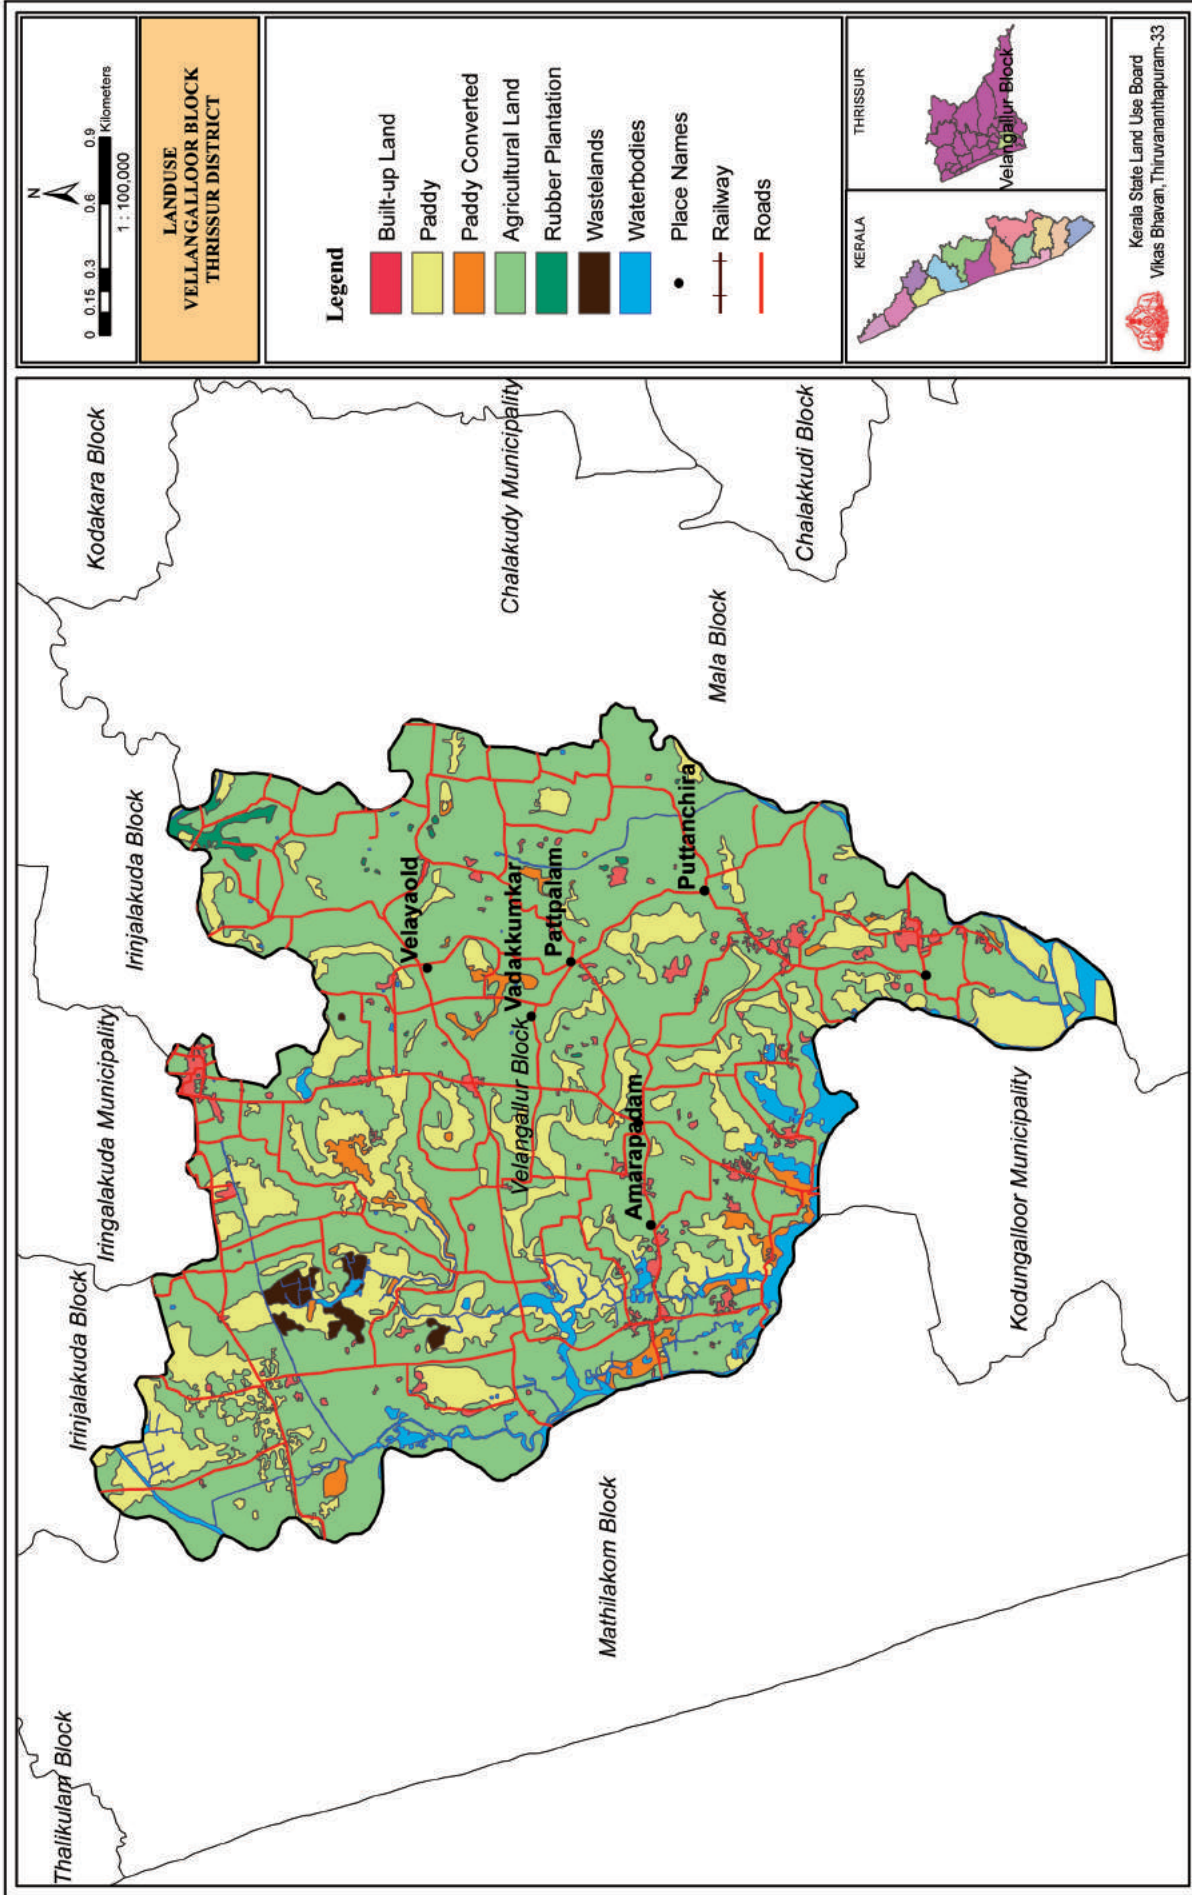 N
0 0.15 0.3 0.6 0.9
Kilometers
1 : 100,000
LANDUSE
VELLANGALLOOR BLOCK
THRISSUR DISTRICT
Legend
Built-up Land
Paddy
Paddy Converted
Agricultural Land
Rubber Plantation
Wastelands
Waterbodies
Place Names
Railway
Roads
KERALA
THRISSUR
Velangallur Block
Kerala State Land Use Board
Vikas Bhavan,Thiruvananthapuram-33
Thalikulam Block
Irinjalakuda Block
Iringalakuda Municipality
Irinjalakuda Block
Kodakara Block
Chalakudy Municipality
Velayaold
Vadakkumkar
Pattpalam
Velangallur Block
Amarapadam
Puttanchira
Mala Block
Chalakkudi Block
Mathilakom Block
Kodungalloor Municipality